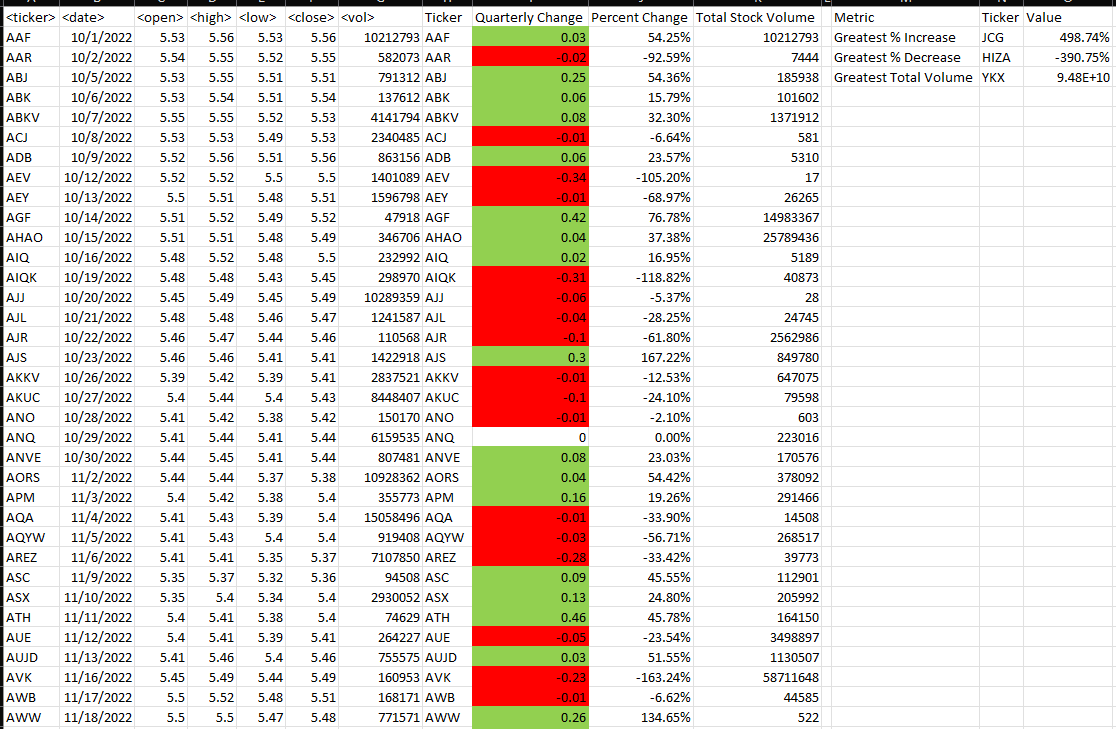 <ticker> <date> <open> <high> <low> <close> <vol> Ticker Quarterly Change Percent Change Total Stock Volume Metric Ticker Value
AAF 10/1/2022 5.53 5.56 5.53 5.56 10212793 AAF 0.03 54.25% 10212793 Greatest % Increase JCG 498.74%
AAR 10/2/2022 5.54 5.55 5.52 5.55 582073 AAR -0.02 -92.59% 7444 Greatest % Decrease HIZA -390.75%
ABJ 10/5/2022 5.53 5.55 5.51 5.51 791312 ABJ 0.25 54.36% 185938 Greatest Total Volume YKX 9.48E+10
ABK 10/6/2022 5.53 5.54 5.51 5.54 137612 ABK 0.06 15.79% 101602
ABKV 10/7/2022 5.55 5.55 5.52 5.53 4141794 ABKV 0.08 32.30% 1371912
ACJ 10/8/2022 5.53 5.53 5.49 5.53 2340485 ACJ -0.01 -6.64% 581
ADB 10/9/2022 5.52 5.56 5.51 5.56 863156 ADB 0.06 23.57% 5310
AEV 10/12/2022 5.52 5.52 5.5 5.5 1401089 AEV -0.34 -105.20% 17
AEY 10/13/2022 5.5 5.51 5.48 5.51 1596798 AEY -0.01 -68.97% 26265
AGF 10/14/2022 5.51 5.52 5.49 5.52 47918 AGF 0.42 76.78% 14983367
AHAO 10/15/2022 5.51 5.51 5.48 5.49 346706 AHAO 0.04 37.38% 25789436
AIQ 10/16/2022 5.48 5.52 5.48 5.5 232992 AIQ 0.02 16.95% 5189
AIQK 10/19/2022 5.48 5.48 5.43 5.45 298970 AIQK -0.31 -118.82% 40873
AJJ 10/20/2022 5.45 5.49 5.45 5.49 10289359 AJJ -0.06 -5.37% 28
AJL 10/21/2022 5.48 5.48 5.46 5.47 1241587 AJL -0.04 -28.25% 24745
AJR 10/22/2022 5.46 5.47 5.44 5.46 110568 AJR -0.1 -61.80% 2562986
AJS 10/23/2022 5.46 5.46 5.41 5.41 1422918 AJS 0.3 167.22% 849780
AKKV 10/26/2022 5.39 5.42 5.39 5.41 2837521 AKKV -0.01 -12.53% 647075
AKUC 10/27/2022 5.4 5.44 5.4 5.43 8448407 AKUC -0.1 -24.10% 79598
ANO 10/28/2022 5.41 5.42 5.38 5.42 150170 ANO -0.01 -2.10% 603
ANQ 10/29/2022 5.41 5.44 5.41 5.44 6159535 ANQ 0 0.00% 223016
ANVE 10/30/2022 5.44 5.45 5.41 5.44 807481 ANVE 0.08 23.03% 170576
AORS 11/2/2022 5.44 5.44 5.37 5.38 10928362 AORS 0.04 54.42% 378092
APM 11/3/2022 5.4 5.42 5.38 5.4 355773 APM 0.16 19.26% 291466
AQA 11/4/2022 5.41 5.43 5.39 5.4 15058496 AQA -0.01 -33.90% 14508
AQYW 11/5/2022 5.41 5.43 5.4 5.4 919408 AQYW -0.03 -56.71% 268517
AREZ 11/6/2022 5.41 5.41 5.35 5.37 7107850 AREZ -0.28 -33.42% 39773
ASC 11/9/2022 5.35 5.37 5.32 5.36 94508 ASC 0.09 45.55% 112901
ASX 11/10/2022 5.35 5.4 5.34 5.4 2930052 ASX 0.13 24.80% 205992
ATH 11/11/2022 5.4 5.41 5.38 5.4 74629 ATH 0.46 45.78% 164150
AUE 11/12/2022 5.4 5.41 5.39 5.41 264227 AUE -0.05 -23.54% 3498897
AUJD 11/13/2022 5.41 5.46 5.4 5.46 755575 AUJD 0.03 51.55% 1130507
AVK 11/16/2022 5.45 5.49 5.44 5.49 160953 AVK -0.23 -163.24% 58711648
AWB 11/17/2022 5.5 5.52 5.48 5.51 168171 AWB -0.01 -6.62% 44585
AWW 11/18/2022 5.5 5.5 5.47 5.48 771571 AWW 0.26 134.65% 522